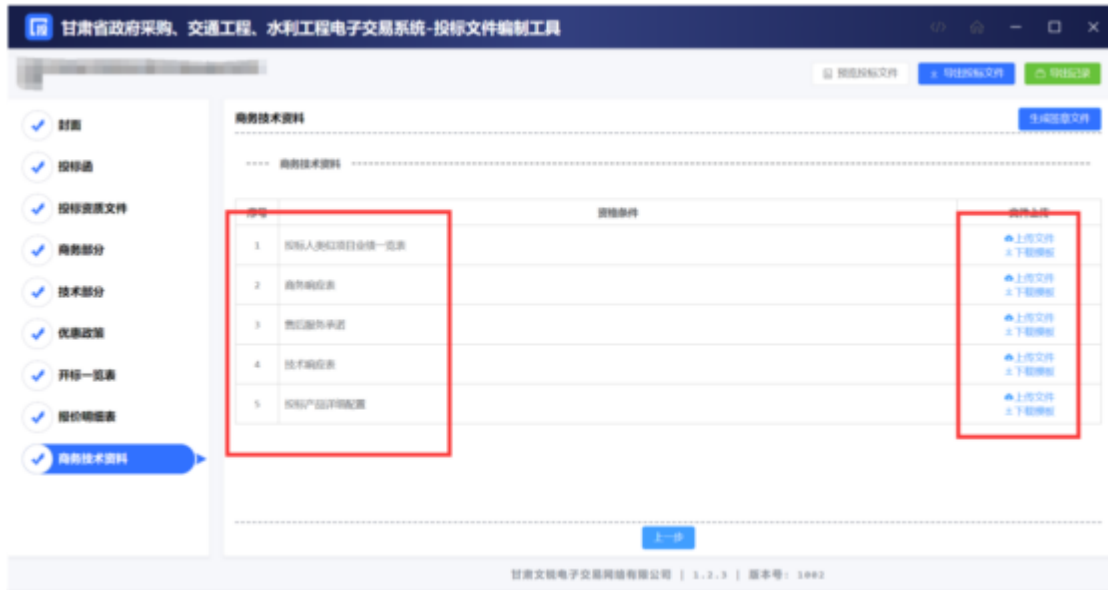 甘肃省政府采购、交通工程、水利工程电子交易系统-投标文件编制工具
预览投标文件 导出投标文件 导出记录
封面
投标函
投标资质文件
商务部分
技术部分
优惠政策
开标一览表
报价明细表
商务技术资料
商务技术资料 生成签章文件
商务技术资料
序号 资格条件 文件上传
1 投标人类似项目业绩一览表 上传文件
下载模板
2 商务响应表 上传文件
下载模板
3 售后服务承诺 上传文件
下载模板
4 技术响应表 上传文件
下载模板
5 投标产品详细配置 上传文件
下载模板
上一步
甘肃文锐电子交易网络有限公司 | 1.2.3 | 版本号: 1002